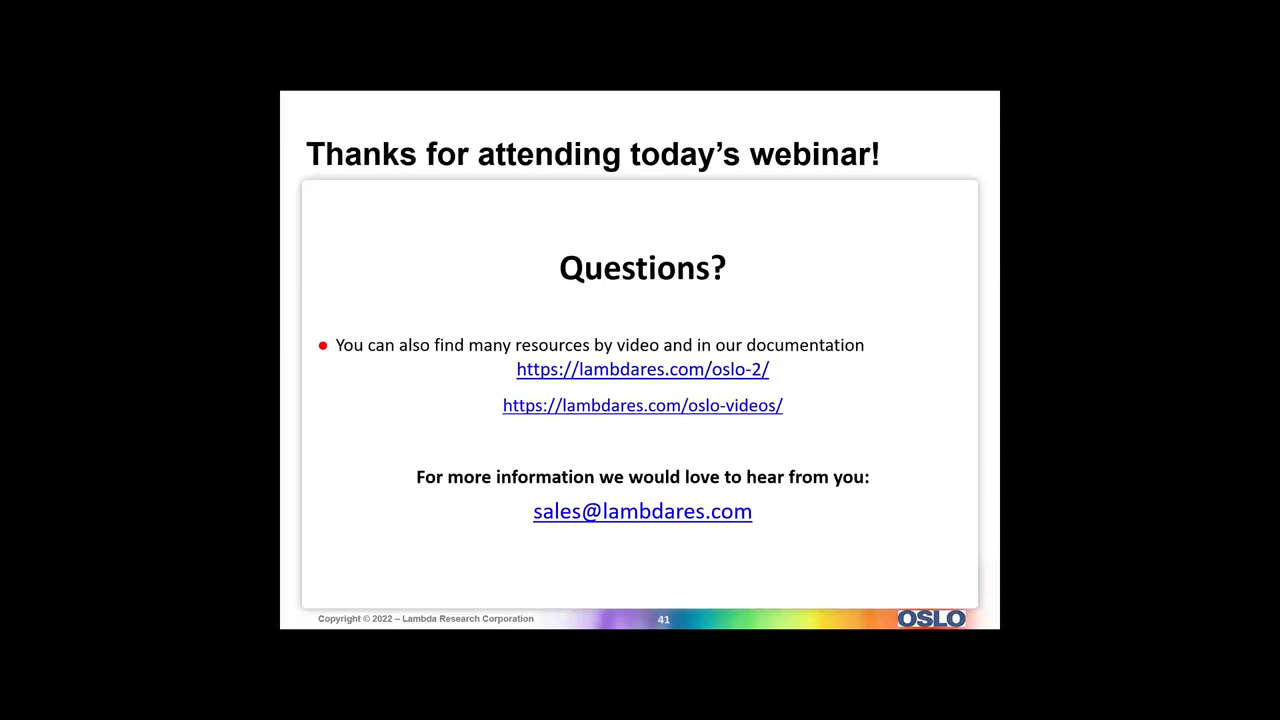 Thanks for attending today’s webinar!
Questions?
You can also find many resources by video and in our documentation
https://lambdares.com/oslo-2/
https://lambdares.com/oslo-videos/
For more information we would love to hear from you:
sales@lambdares.com
Copyright © 2022 – Lambda Research Corporation
41
OSLO